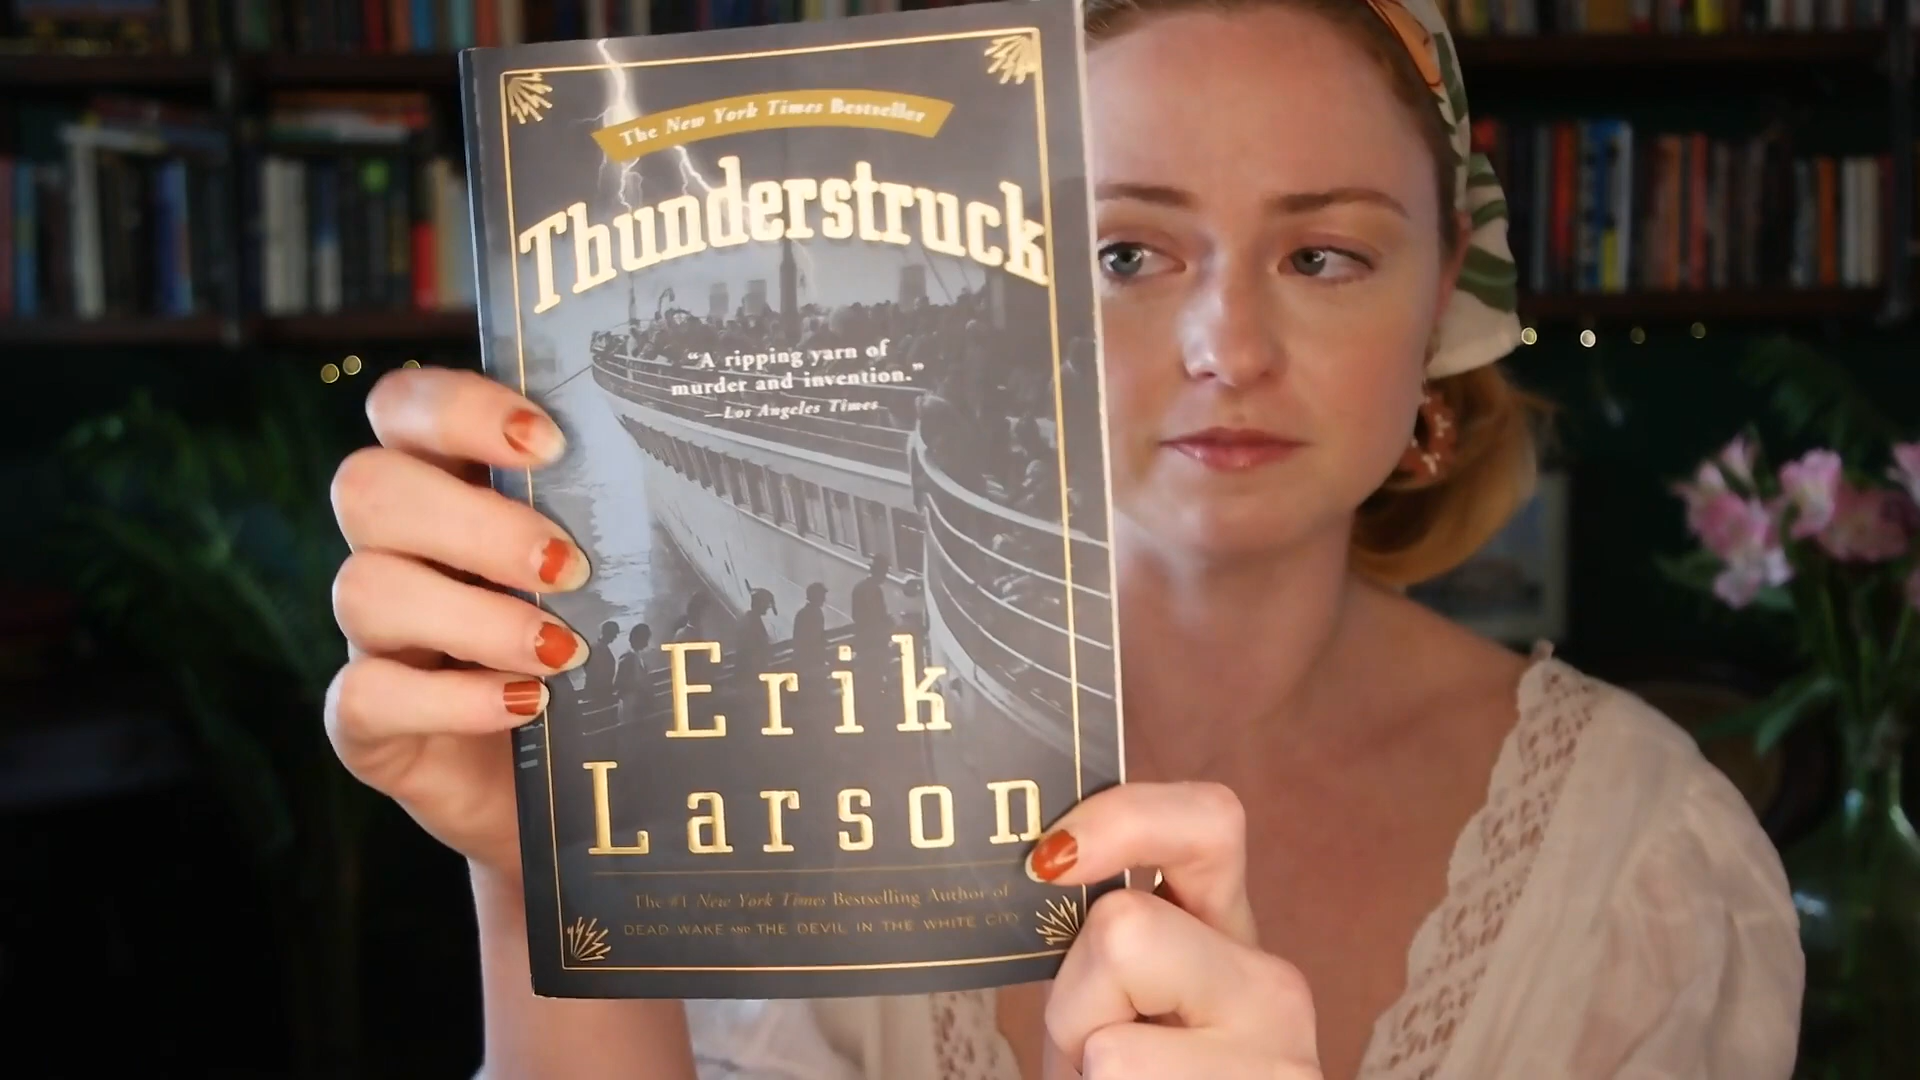 The New York Times Bestseller
Thunderstruck
“A ripping yarn of
murder and invention.”
—Los Angeles Times
Erik
Larson
The #1 New York Times Bestselling Author of
DEAD WAKE AND THE DEVIL IN THE WHITE CITY